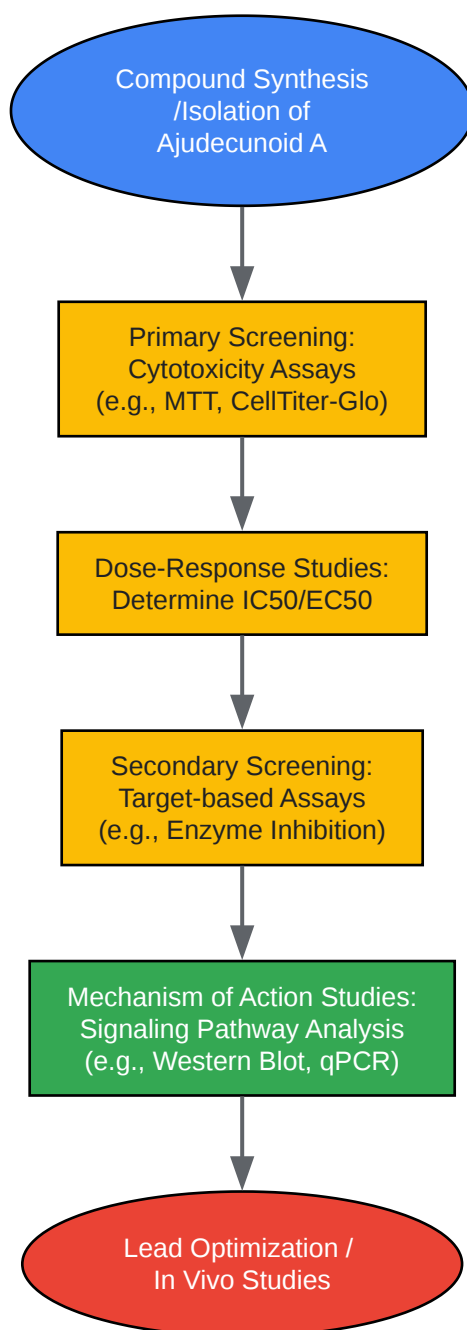 Compound Synthesis
/Isolation of
Ajudecunoid A
Primary Screening:
Cytotoxicity Assays
(e.g., MTT, CellTiter-Glo)
Dose-Response Studies:
Determine IC50/EC50
Secondary Screening:
Target-based Assays
(e.g., Enzyme Inhibition)
Mechanism of Action Studies:
Signaling Pathway Analysis
(e.g., Western Blot, qPCR)
Lead Optimization /
In Vivo Studies